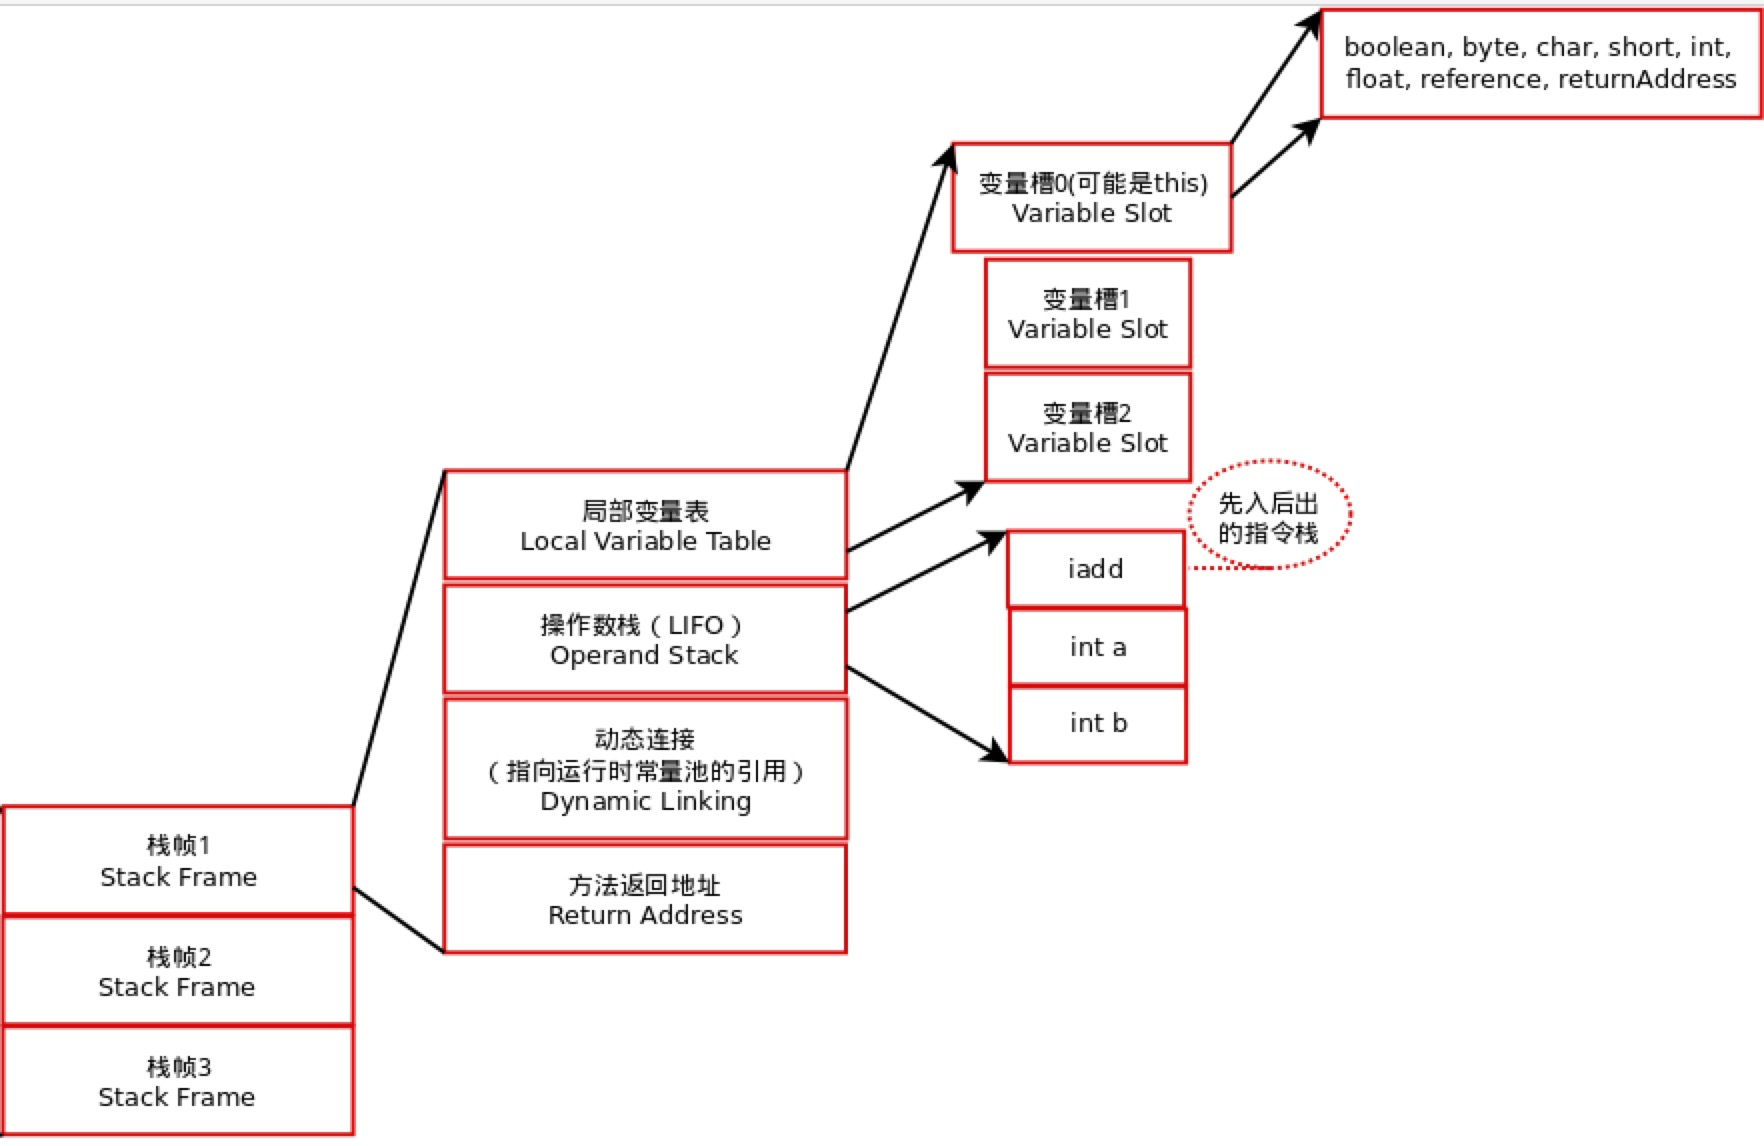 boolean, byte, char, short, int,
float, reference, returnAddress
变量槽0(可能是this)
Variable Slot
变量槽1
Variable Slot
变量槽2
Variable Slot
先入后出
的指令栈
局部变量表
Local Variable Table
iadd
操作数栈（LIFO）
Operand Stack
int a
int b
动态连接
（指向运行时常量池的引用）
Dynamic Linking
方法返回地址
Return Address
栈帧1
Stack Frame
栈帧2
Stack Frame
栈帧3
Stack Frame